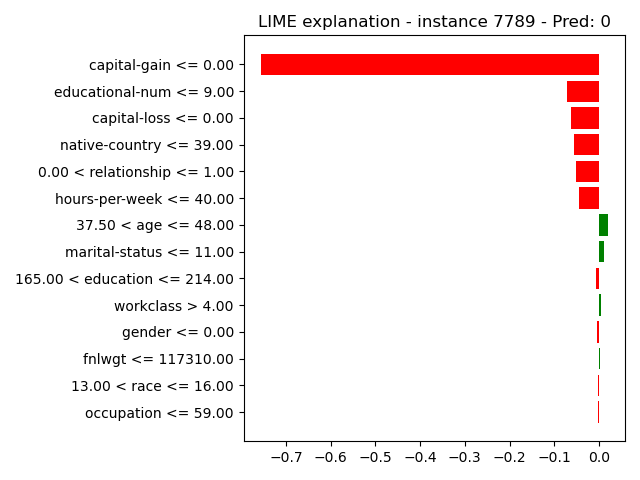 LIME explanation - instance 7789 - Pred: 0
capital-gain <= 0.00
educational-num <= 9.00
capital-loss <= 0.00
native-country <= 39.00
0.00 < relationship <= 1.00
hours-per-week <= 40.00
37.50 < age <= 48.00
marital-status <= 11.00
165.00 < education <= 214.00
workclass > 4.00
gender <= 0.00
fnlwgt <= 117310.00
13.00 < race <= 16.00
occupation <= 59.00
−0.7 −0.6 −0.5 −0.4 −0.3 −0.2 −0.1 0.0